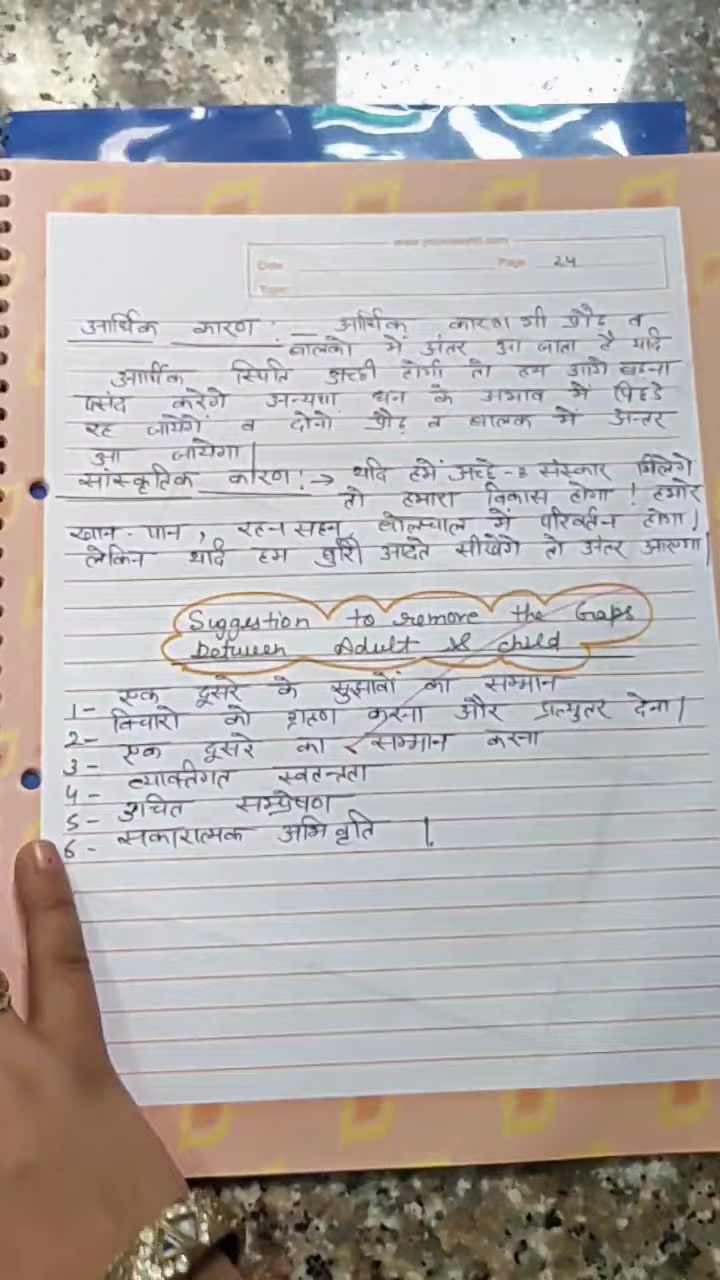 Date
Page 24
आर्थिक कारण :- आर्थिक कारण भी प्रौढ व
बालको में अंतर आ जाता है यदि
आर्थिक स्थिति अच्छी होगी तो हम आगे बढना
पसंद करेगे अन्यथा धन के अभाव में पिछडे
रह जायेंगे व दोनो प्रौढ व बालक में अन्तर
आ जायेगा|
सांस्कृतिक कारण :→ यदि हमें अच्छे-२ संस्कार मिलेगे
तो हमारा विकास होगा ! हमारे
खान-पान, रहन सहन, बोलचाल में परिवर्तन होगा|
लेकिन यदि हम बुरी आदते सीखेगे तो अंतर आएगा|
Suggestion to remove the Gaps
between Adult & child
1- एक दूसरे के सुझावों का सम्मान
2- विचारो को ग्रहण करना और प्रत्युतर देना|
3- एक दूसरे का सम्मान करना
4- व्यक्तिगत स्वतन्त्रता
5- उचित सम्प्रेषण
6- सकारात्मक अभिवृति |